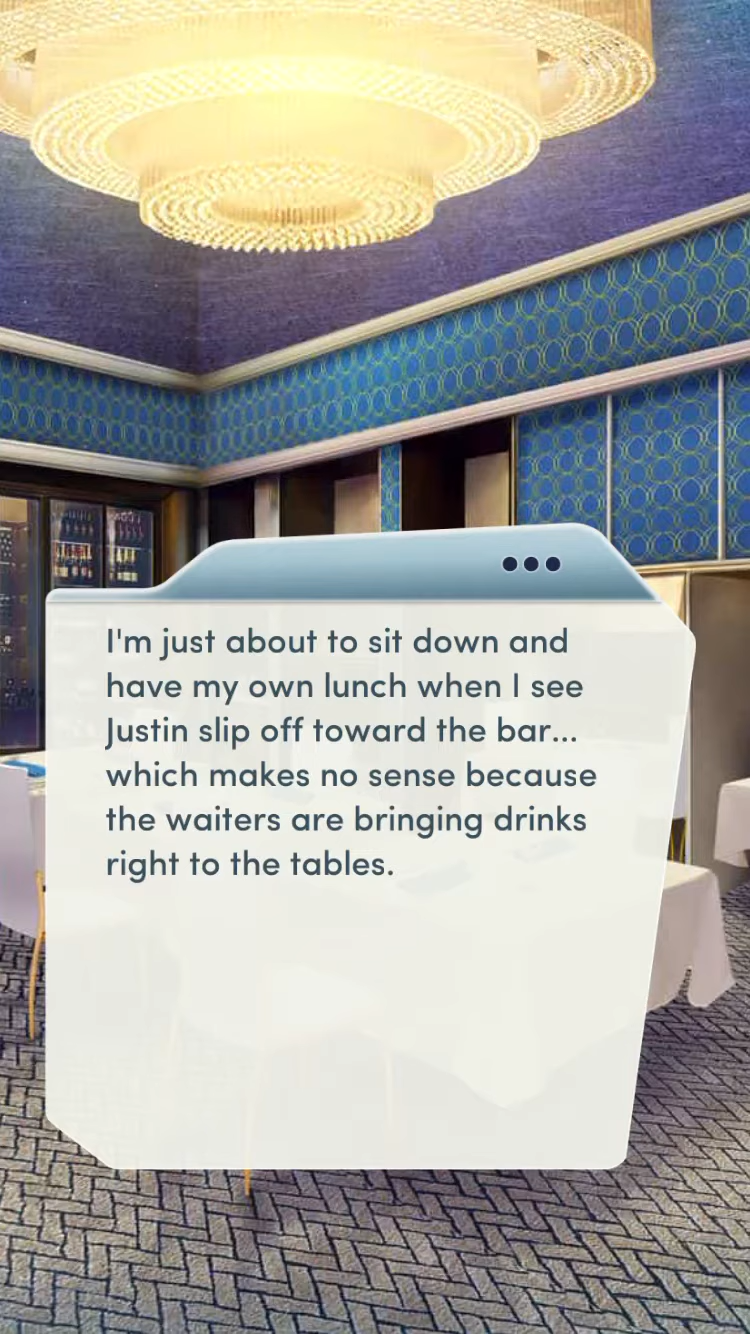 I'm just about to sit down and
have my own lunch when I see
Justin slip off toward the bar...
which makes no sense because
the waiters are bringing drinks
right to the tables.